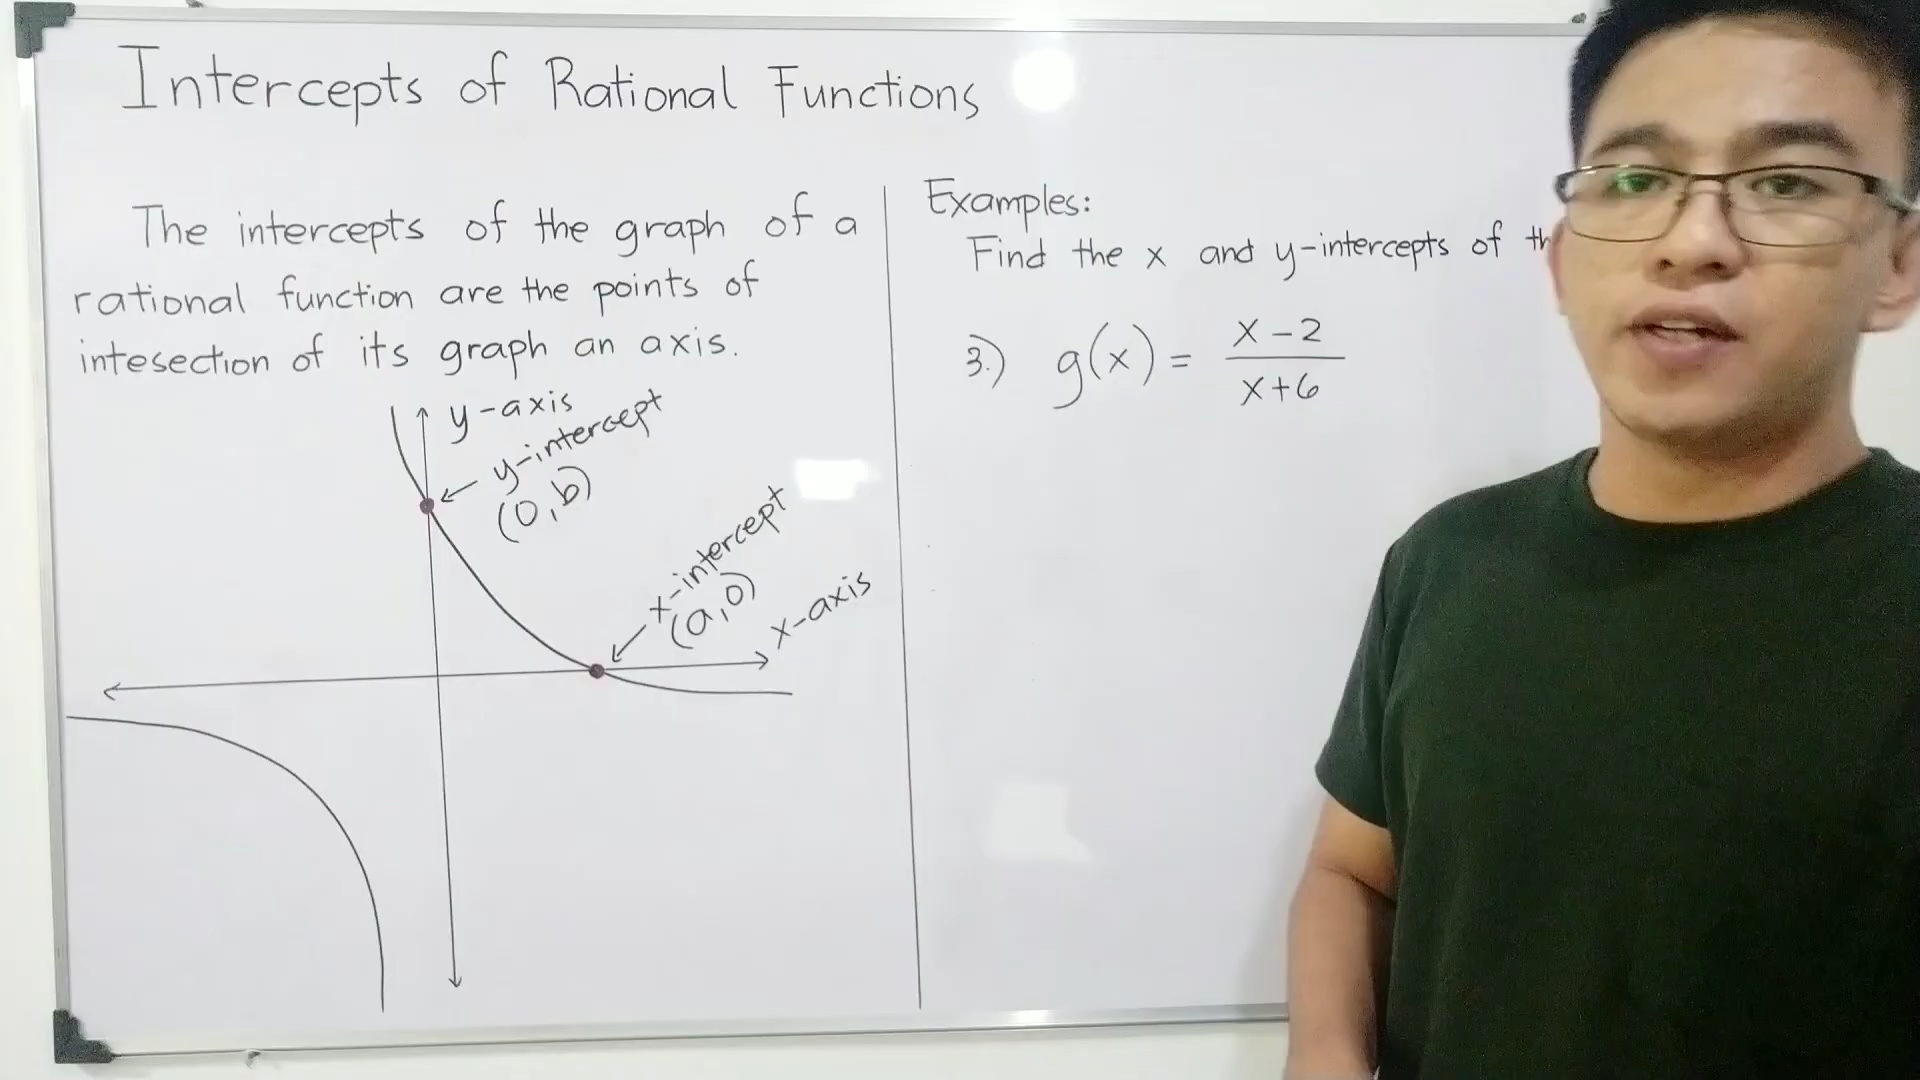 Intercepts of Rational Functions
The intercepts of the graph of a
rational function are the points of
intesection of its graph an axis.
y-axis
y-intercept
(0,b)
x-intercept
(a,0)
x-axis
Examples:
Find the x and y-intercepts of
3.) g(x) = x-2
x+6